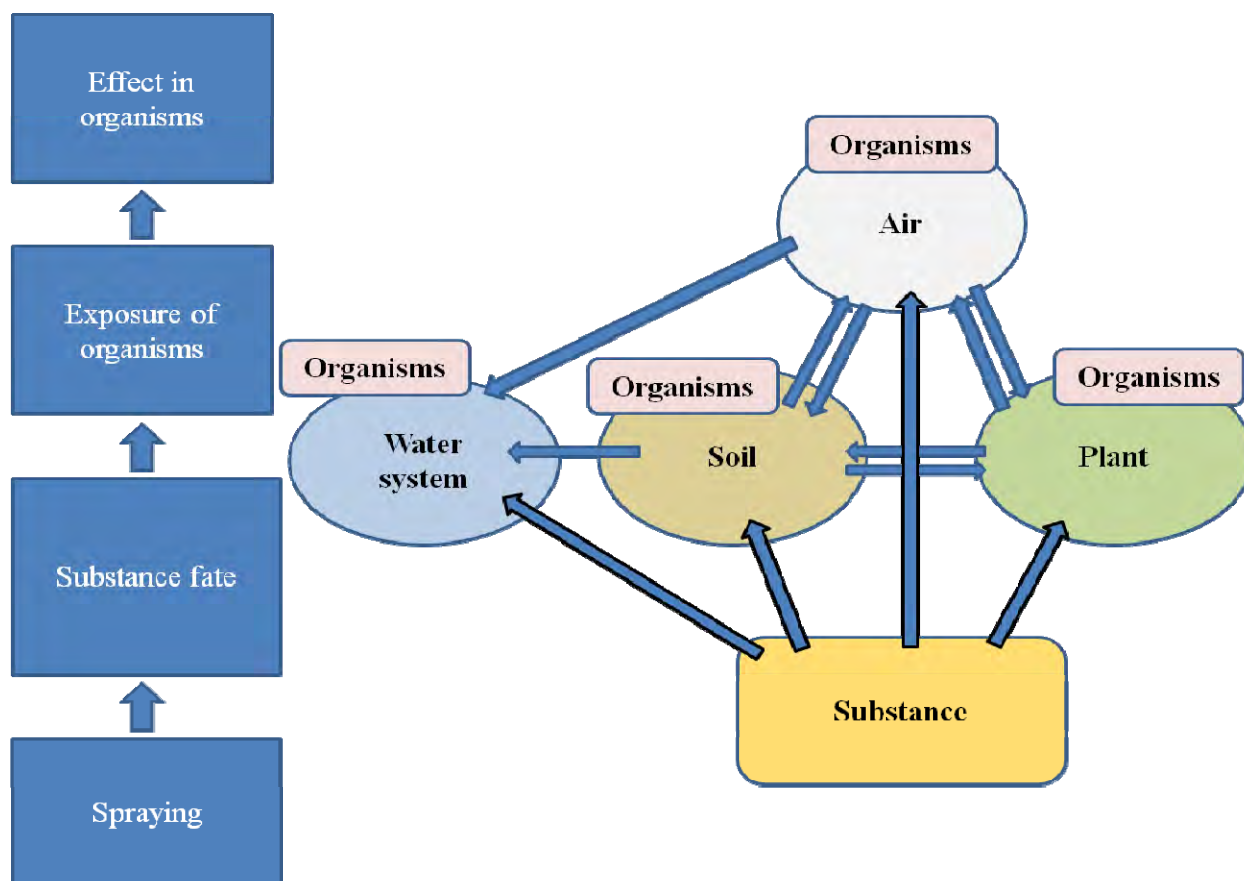 Effect in
organisms
Exposure of
organisms
Substance fate
Spraying
Organisms
Air
Organisms
Water
system
Organisms
Soil
Organisms
Plant
Substance